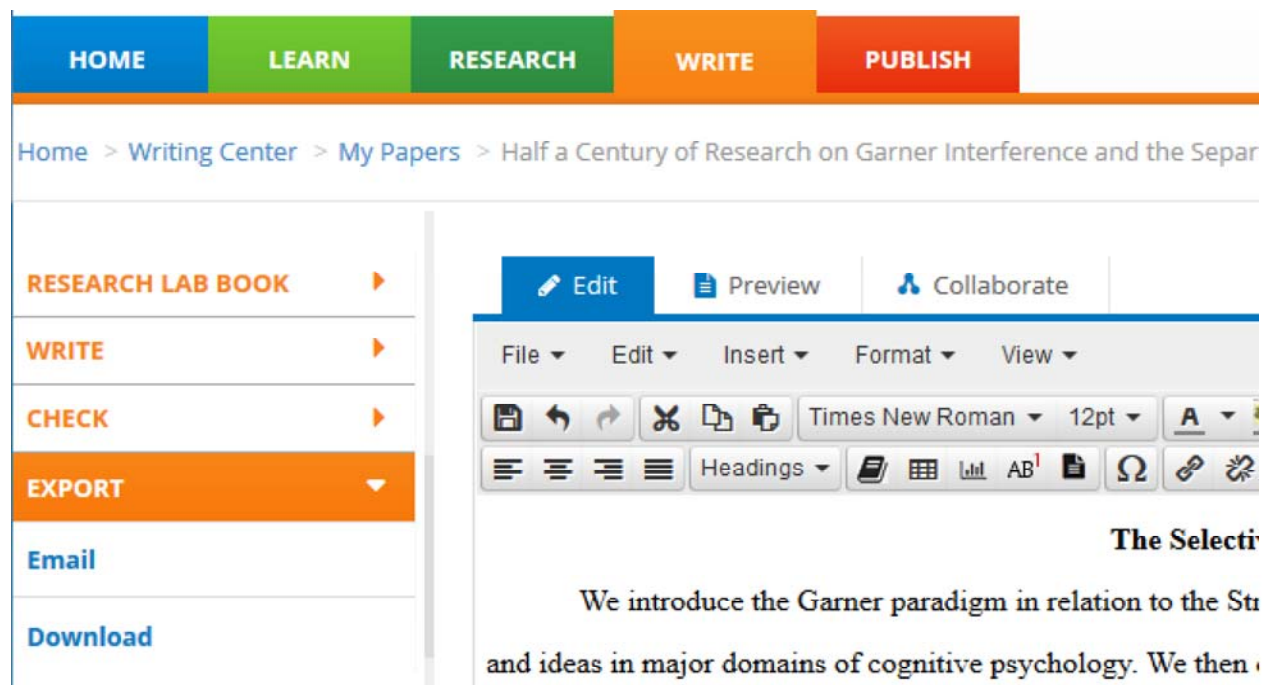 HOME LEARN RESEARCH WRITE PUBLISH
Home > Writing Center > My Papers > Half a Century of Research on Garner Interference and the Separ
RESEARCH LAB BOOK
WRITE
CHECK
EXPORT
Email
Download
Edit Preview Collaborate
File Edit Insert Format View
Times New Roman 12pt A
Headings AB1 Ω
The Selectiv
We introduce the Garner paradigm in relation to the Str
and ideas in major domains of cognitive psychology. We then